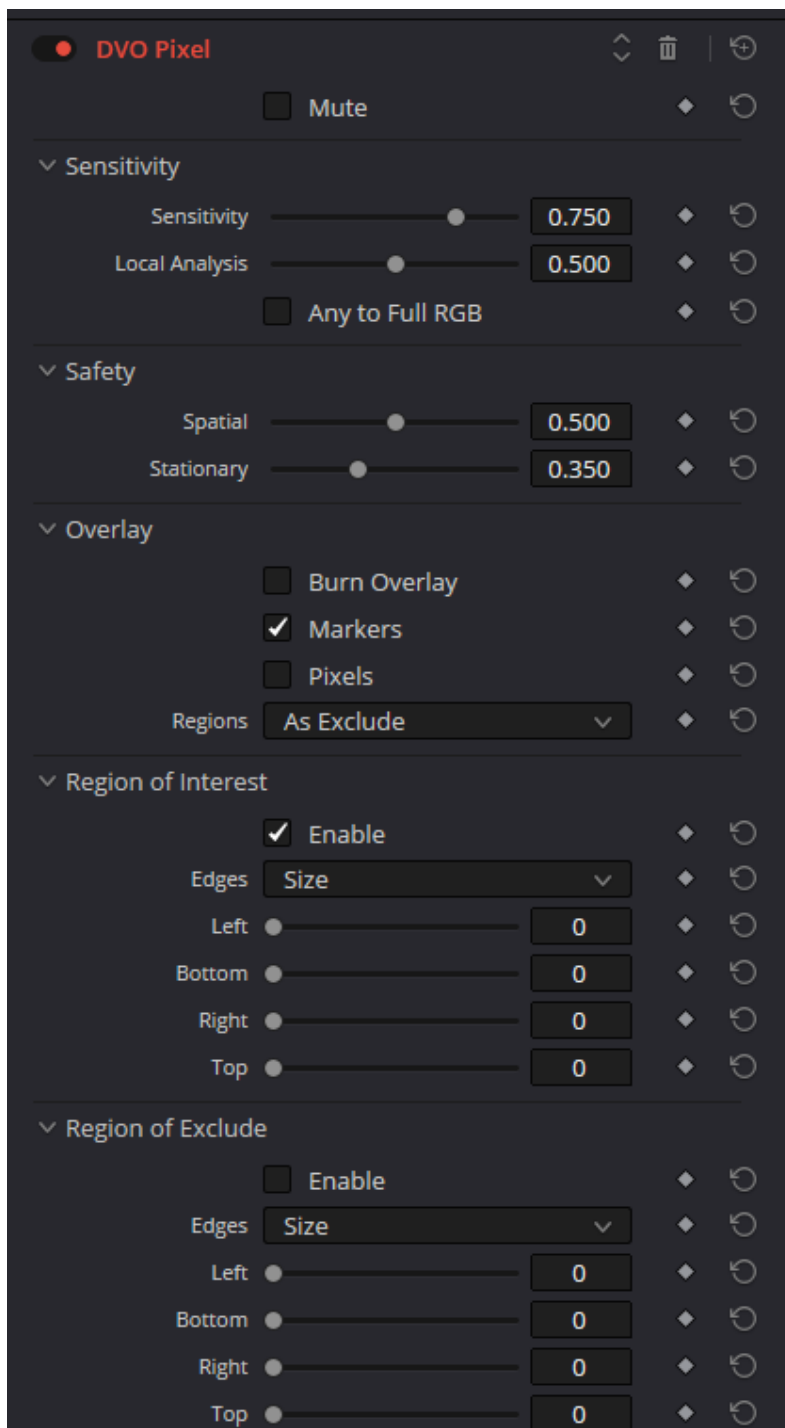 DVO Pixel
Mute
Sensitivity
Sensitivity 0.750
Local Analysis 0.500
Any to Full RGB
Safety
Spatial 0.500
Stationary 0.350
Overlay
Burn Overlay
Markers
Pixels
Regions As Exclude
Region of Interest
Enable
Edges Size
Left 0
Bottom 0
Right 0
Top 0
Region of Exclude
Enable
Edges Size
Left 0
Bottom 0
Right 0
Top 0